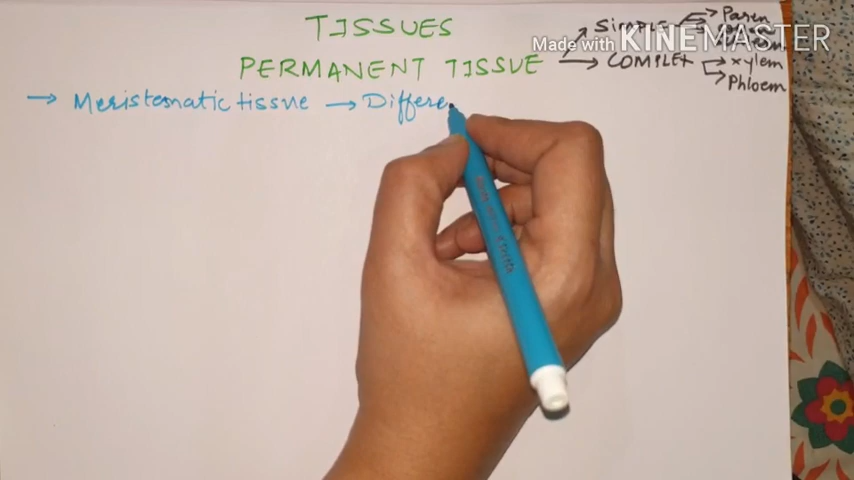 TISSUES
PERMANENT TISSUE
SIMPLE
Paren
Made with KINEMASTER
COMPLEX
xylem
Phloem
→ Meristematic tissue → Differe